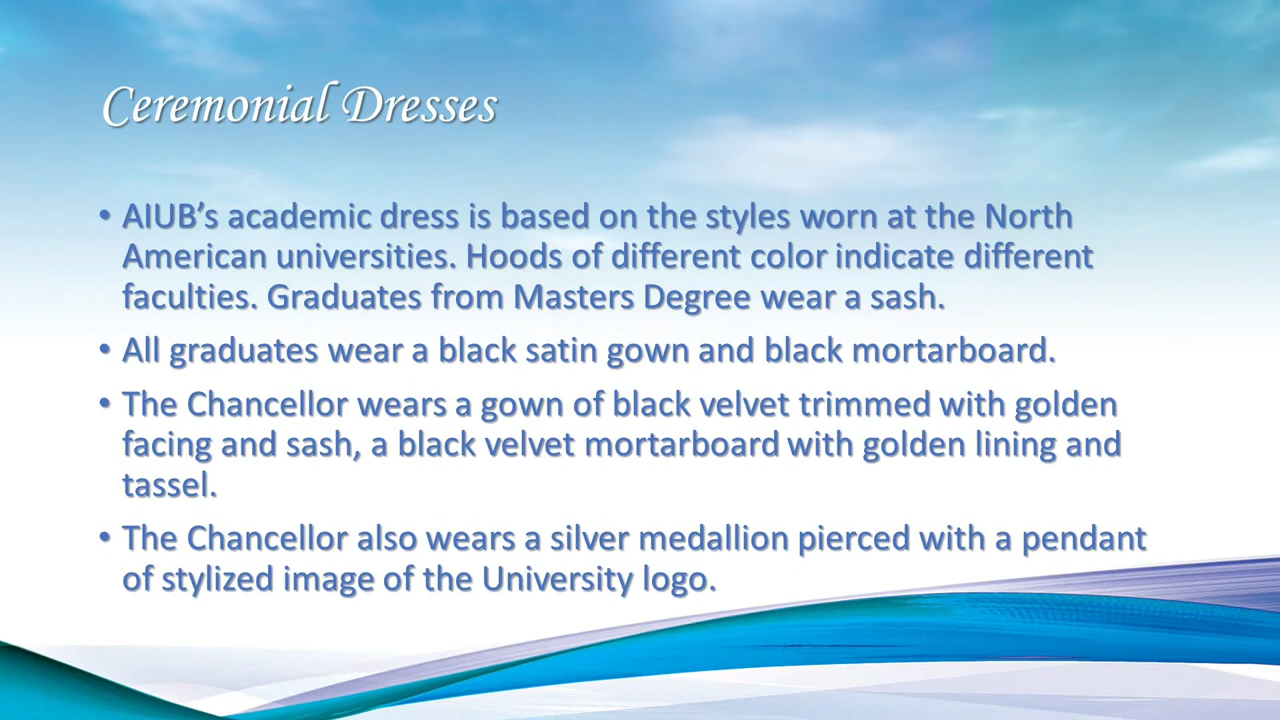 Ceremonial Dresses
• AIUB’s academic dress is based on the styles worn at the North
American universities. Hoods of different color indicate different
faculties. Graduates from Masters Degree wear a sash.
• All graduates wear a black satin gown and black mortarboard.
• The Chancellor wears a gown of black velvet trimmed with golden
facing and sash, a black velvet mortarboard with golden lining and
tassel.
• The Chancellor also wears a silver medallion pierced with a pendant
of stylized image of the University logo.